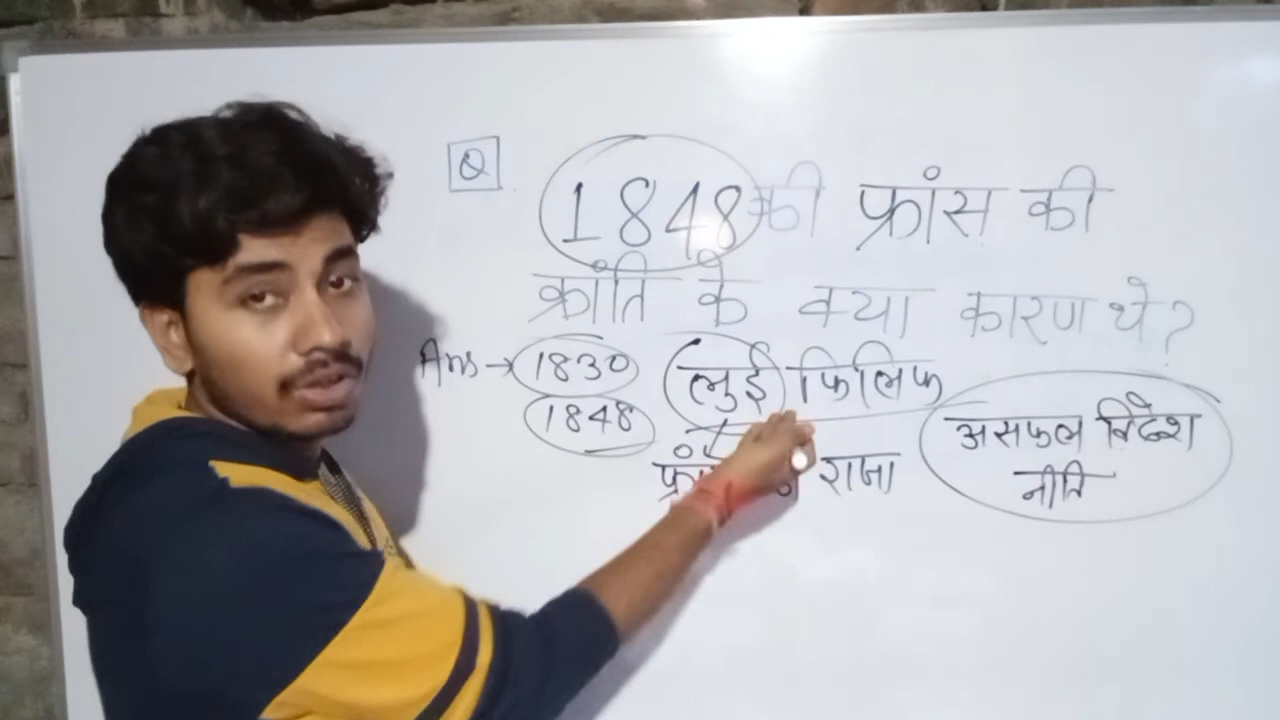 Q 1848 की फ्रांस की
क्रांति के क्या कारण थे?
Ans → 1830 लुई फिलिफ
1848 असफल विदेश
राजा नीति